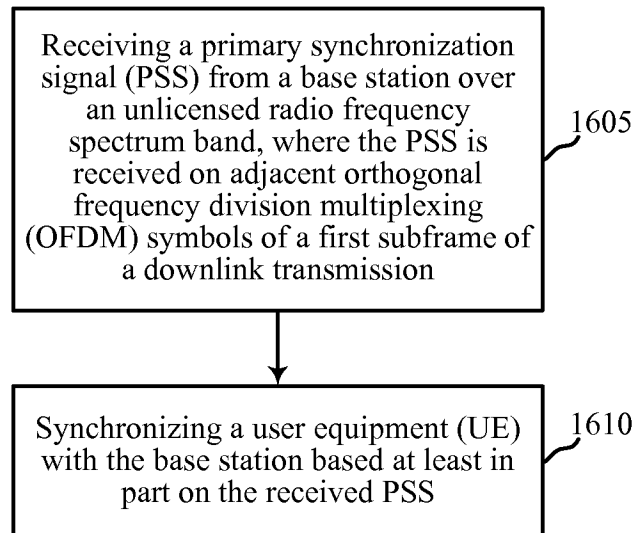 Receiving a primary synchronization
signal (PSS) from a base station over
an unlicensed radio frequency
spectrum band, where the PSS is
received on adjacent orthogonal
frequency division multiplexing
(OFDM) symbols of a first subframe of
a downlink transmission
1605
Synchronizing a user equipment (UE)
with the base station based at least in
part on the received PSS
1610